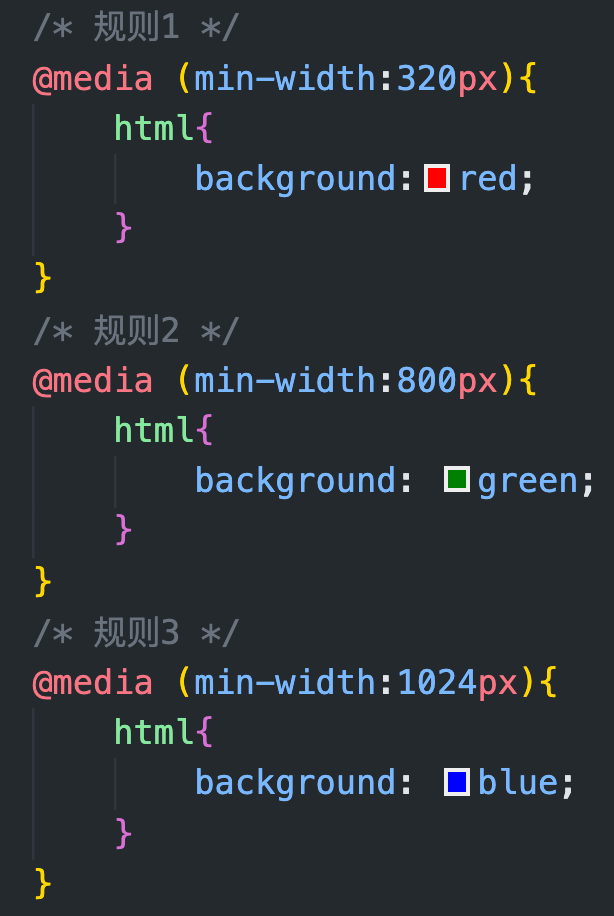 /* 规则1 */
@media (min-width:320px){
    html{
        background:red;
    }
}
/* 规则2 */
@media (min-width:800px){
    html{
        background: green;
    }
}
/* 规则3 */
@media (min-width:1024px){
    html{
        background: blue;
    }
}